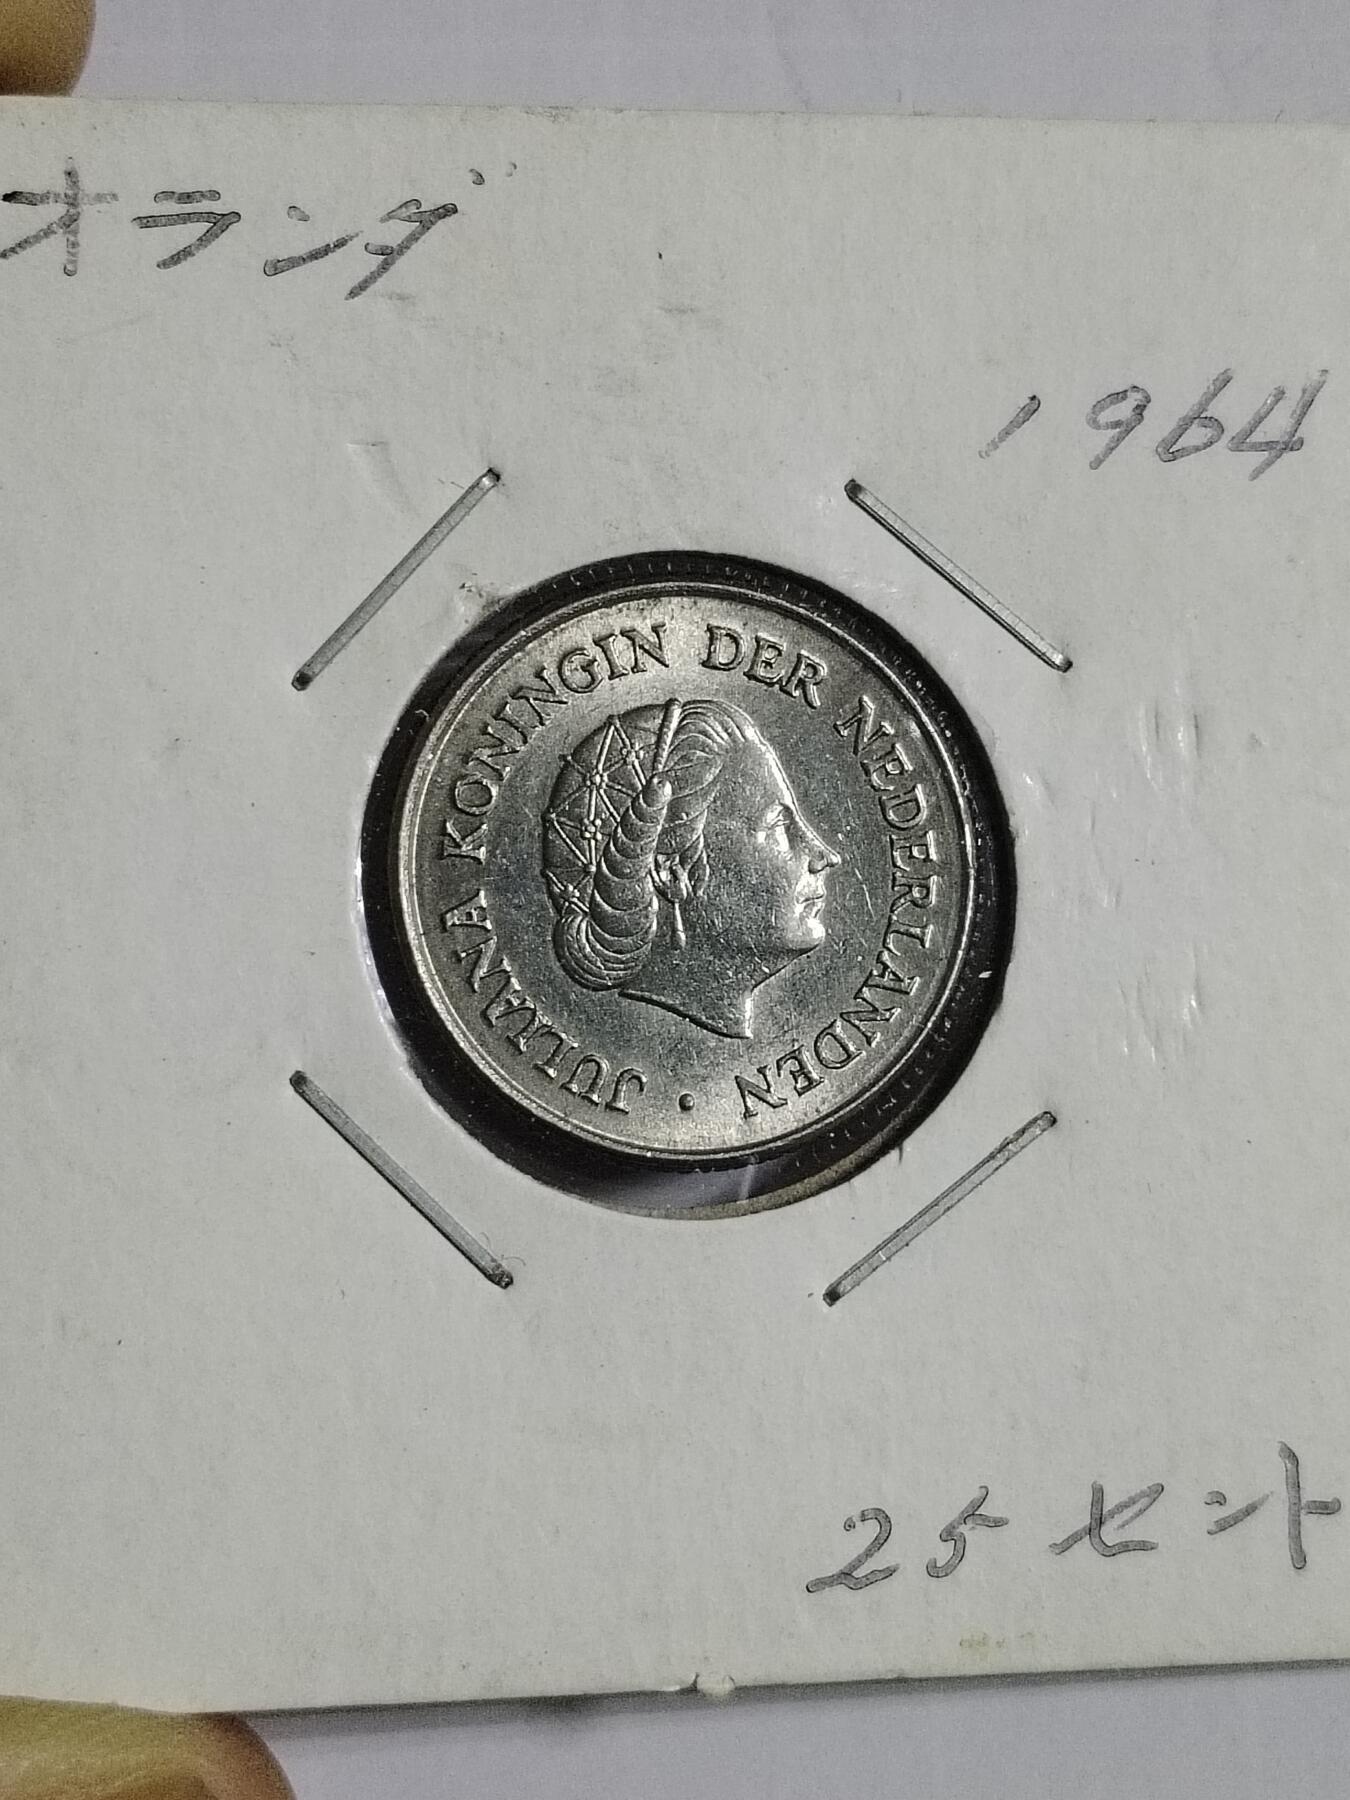 オランダ
1964
JULIANA KONINGIN DER NEDERLANDEN ·
25セント